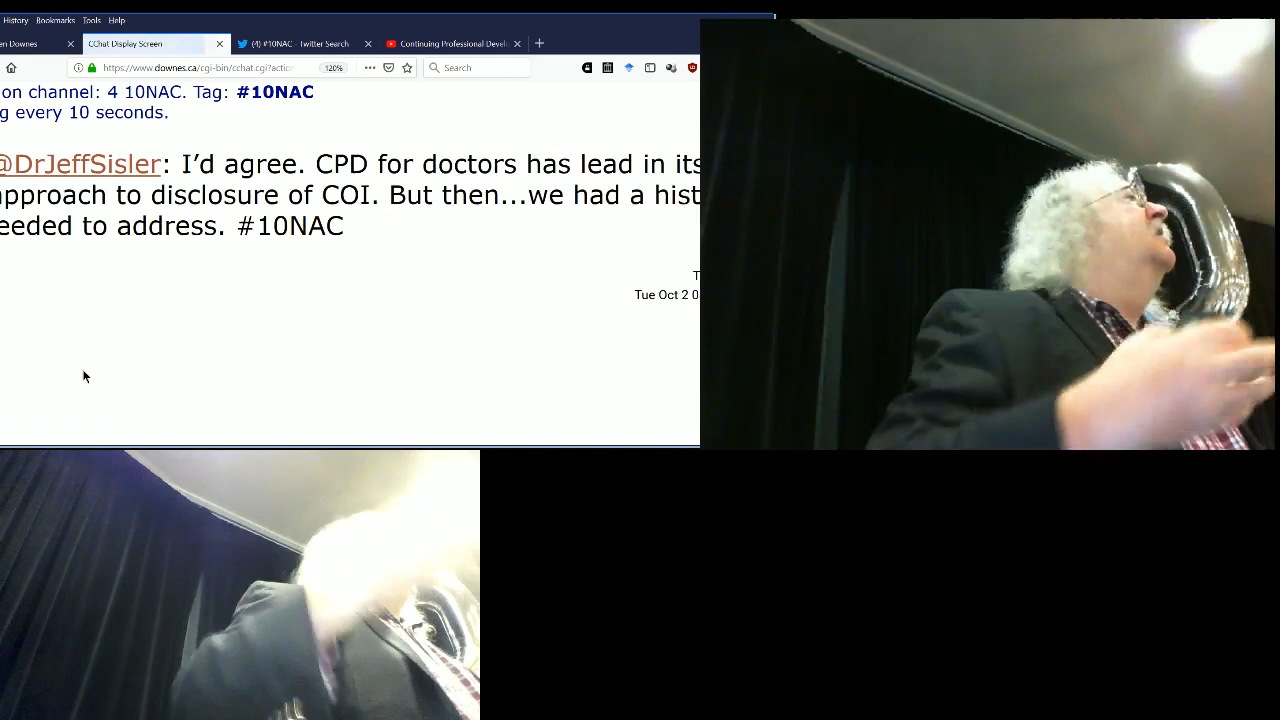 History Bookmarks Tools Help
en Downes
CChat Display Screen
(4) #10NAC - Twitter Search
Continuing Professional Devel
https://www.downes.ca/cgi-bin/cchat.cgi?actio
120%
Search
on channel: 4 10NAC. Tag: #10NAC
g every 10 seconds.
@DrJeffSisler: I’d agree. CPD for doctors has lead in its
approach to disclosure of COI. But then...we had a hist
eeded to address. #10NAC
T
Tue Oct 2 0